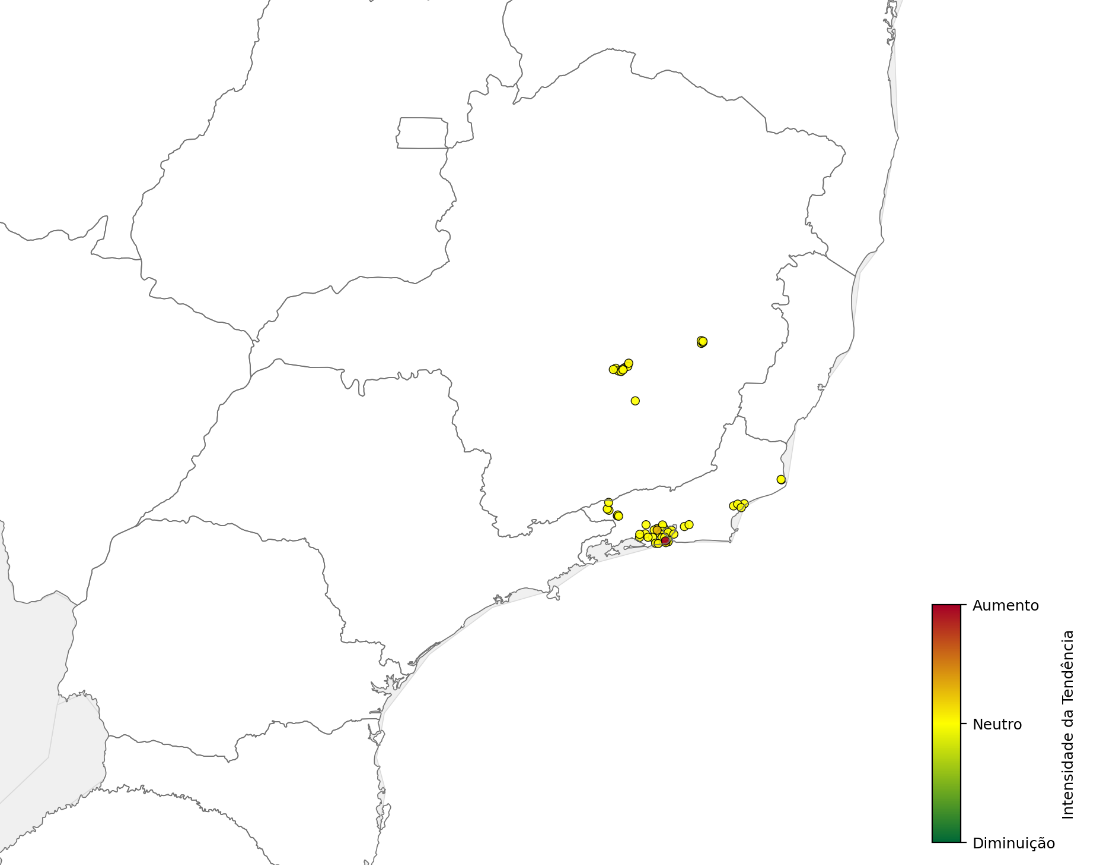 Aumento
Neutro
Diminuição
Intensidade da Tendência